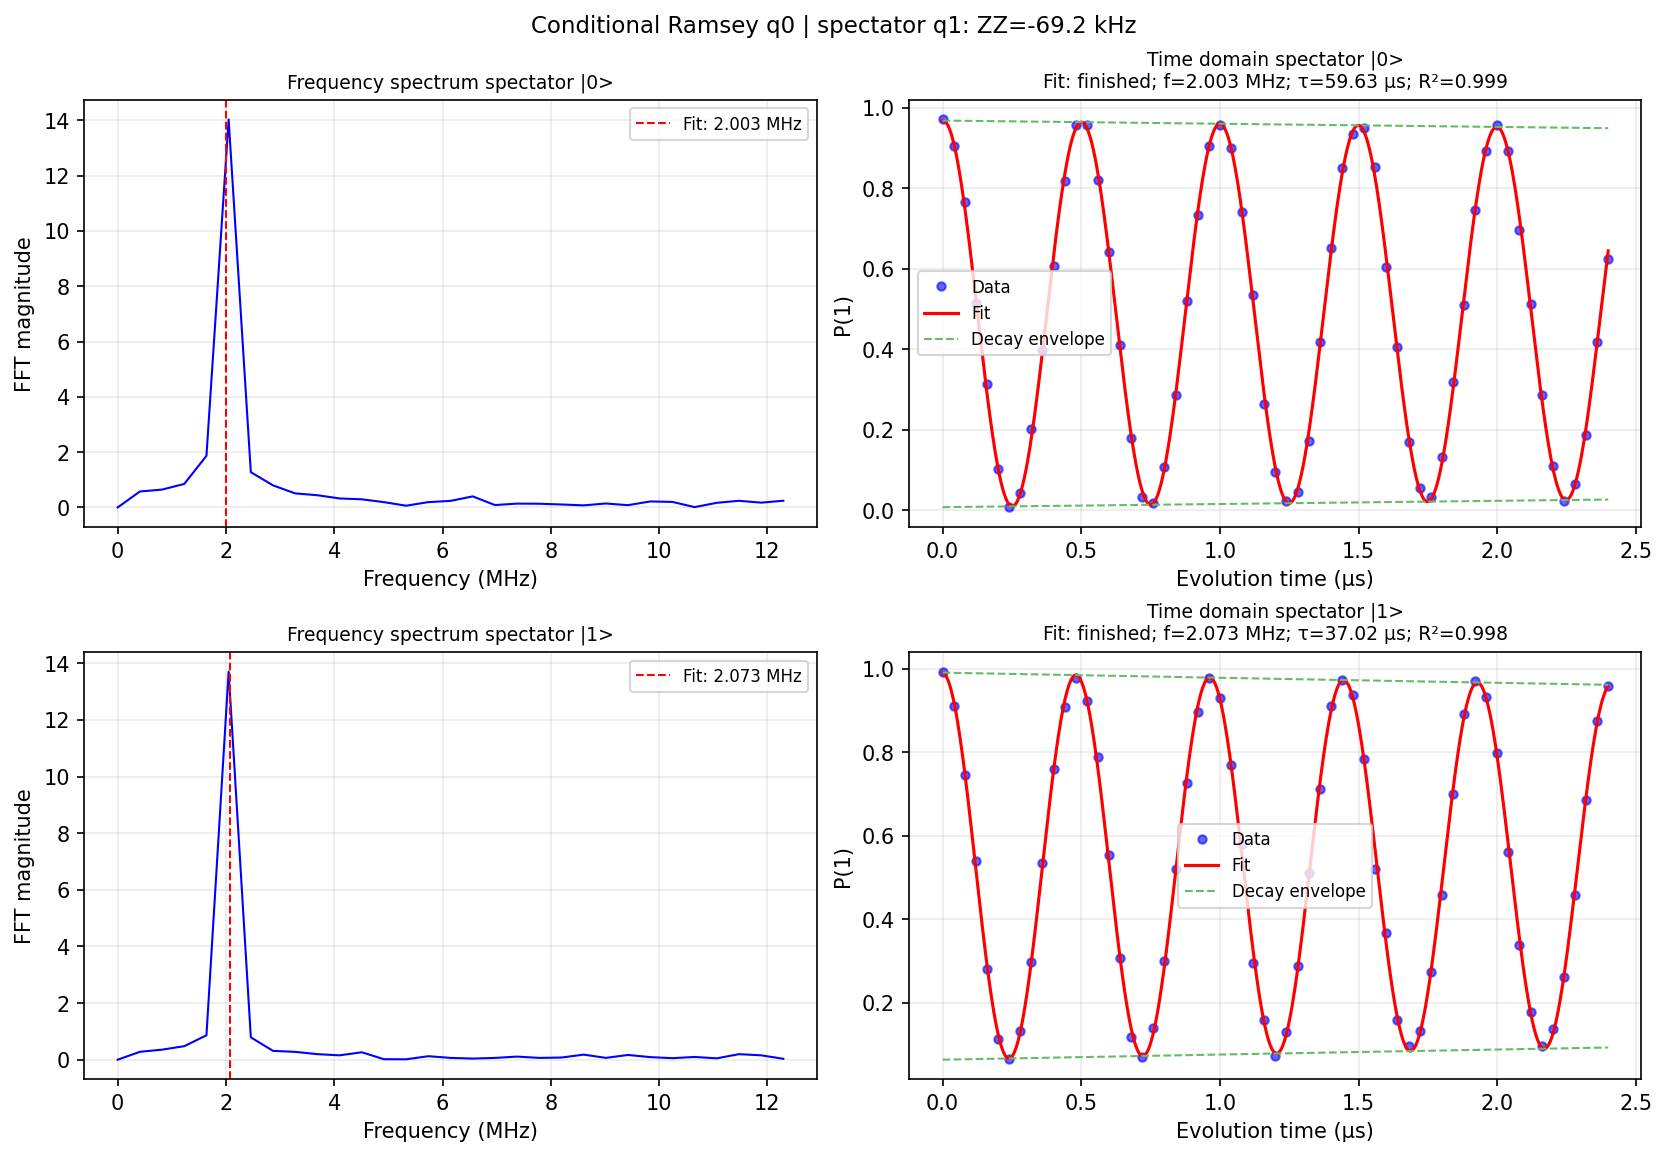 Conditional Ramsey q0 | spectator q1: ZZ=-69.2 kHz
Frequency spectrum spectator |0>
Fit: 2.003 MHz
14
12
10
8
6
4
2
0
FFT magnitude
0 2 4 6 8 10 12
Frequency (MHz)
Time domain spectator |0>
Fit: finished; f=2.003 MHz; τ=59.63 µs; R²=0.999
1.0
0.8
0.6
0.4
0.2
0.0
P(1)
Data
Fit
Decay envelope
0.0 0.5 1.0 1.5 2.0 2.5
Evolution time (µs)
Frequency spectrum spectator |1>
Fit: 2.073 MHz
14
12
10
8
6
4
2
0
FFT magnitude
0 2 4 6 8 10 12
Frequency (MHz)
Time domain spectator |1>
Fit: finished; f=2.073 MHz; τ=37.02 µs; R²=0.998
1.0
0.8
0.6
0.4
0.2
P(1)
Data
Fit
Decay envelope
0.0 0.5 1.0 1.5 2.0 2.5
Evolution time (µs)